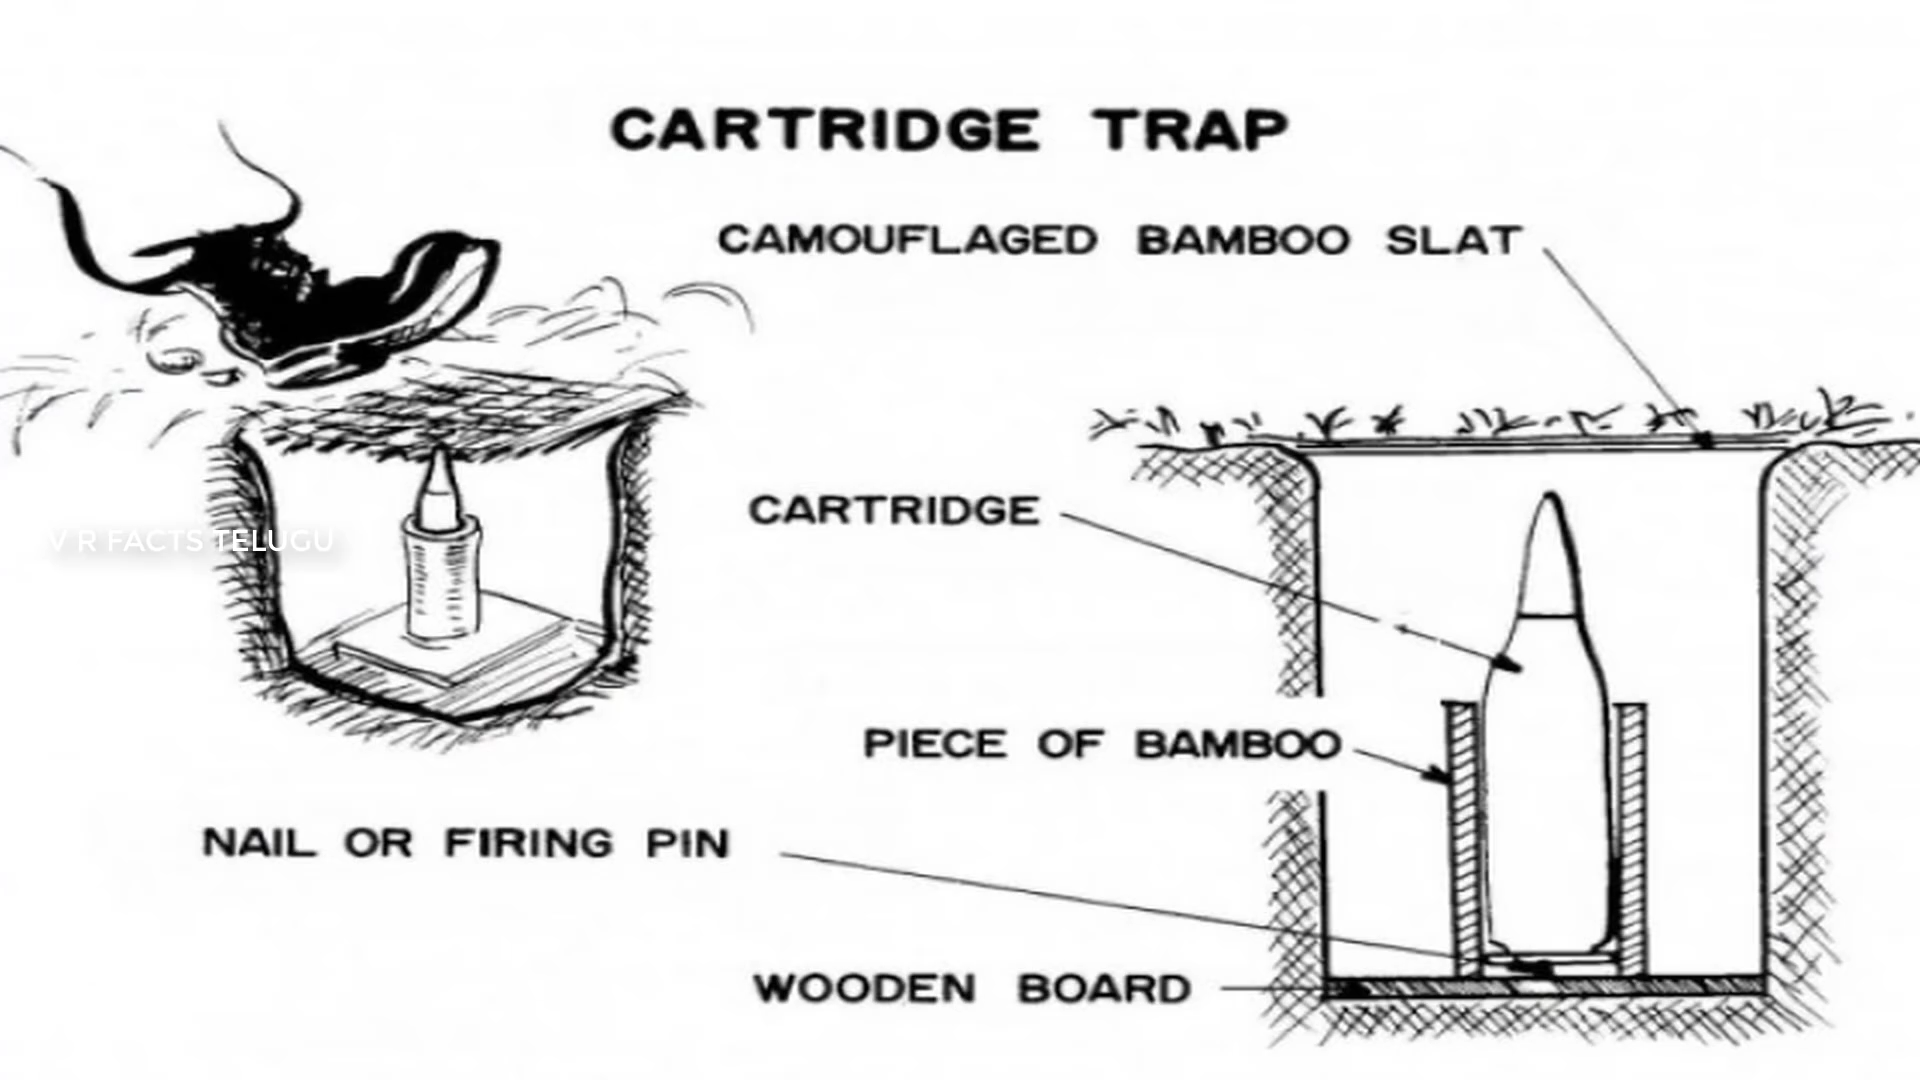 CARTRIDGE TRAP
CAMOUFLAGED BAMBOO SLAT
CARTRIDGE
V R FACTS TELUGU
PIECE OF BAMBOO
NAIL OR FIRING PIN
WOODEN BOARD